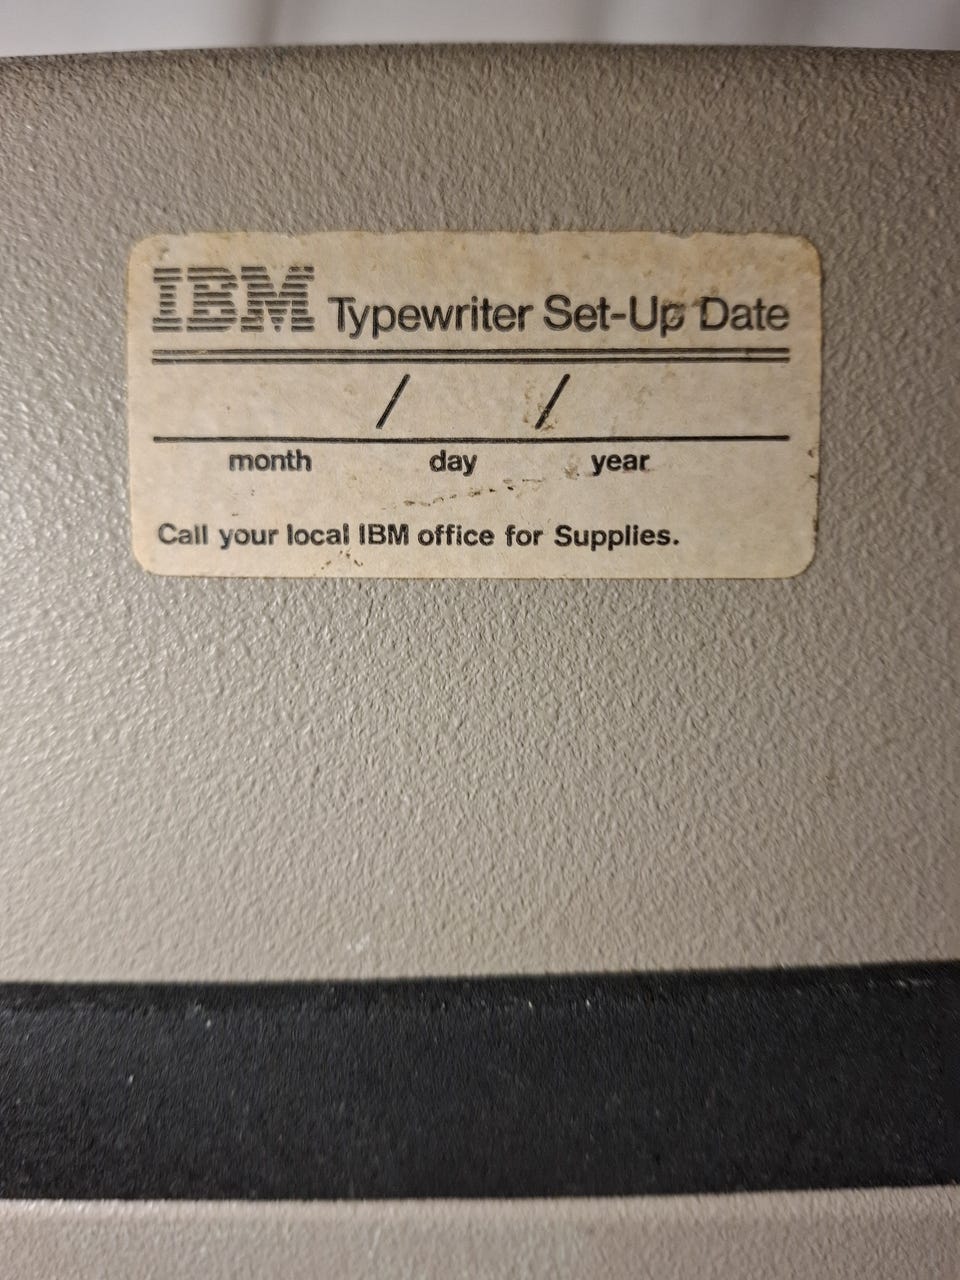 IBM Typewriter Set-Up Date
/ /
month day year
Call your local IBM office for Supplies.